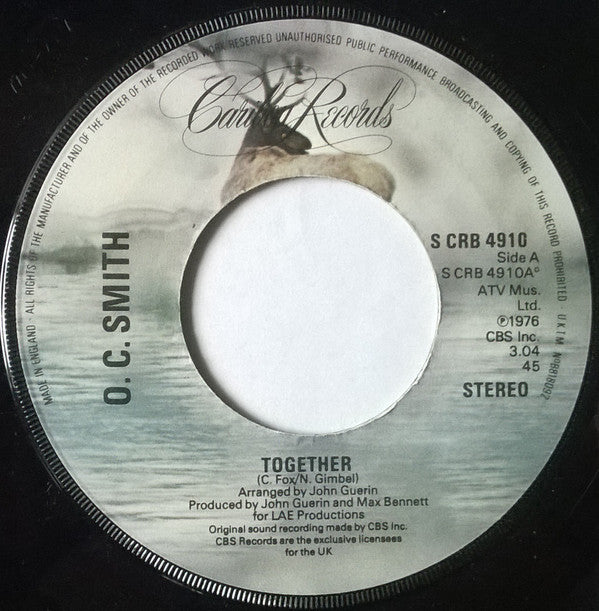 MADE IN ENGLAND · ALL RIGHTS OF THE MANUFACTURER AND OF THE OWNER OF THE RECORDED WORK RESERVED UNAUTHORISED PUBLIC PERFORMANCE BROADCASTING AND COPYING OF THIS RECORD PROHIBITED · U.K.T.M. Nº
Caribou Records
O. C. SMITH
S CRB 4910
Side A
S CRB 4910A°
ATV Mus.
Ltd.
℗1976
CBS Inc.
3.04
45
STEREO
TOGETHER
(C. Fox/N. Gimbel)
Arranged by John Guerin
Produced by John Guerin and Max Bennett
for LAE Productions
Original sound recording made by CBS Inc.
CBS Records are the exclusive licensees
for the UK